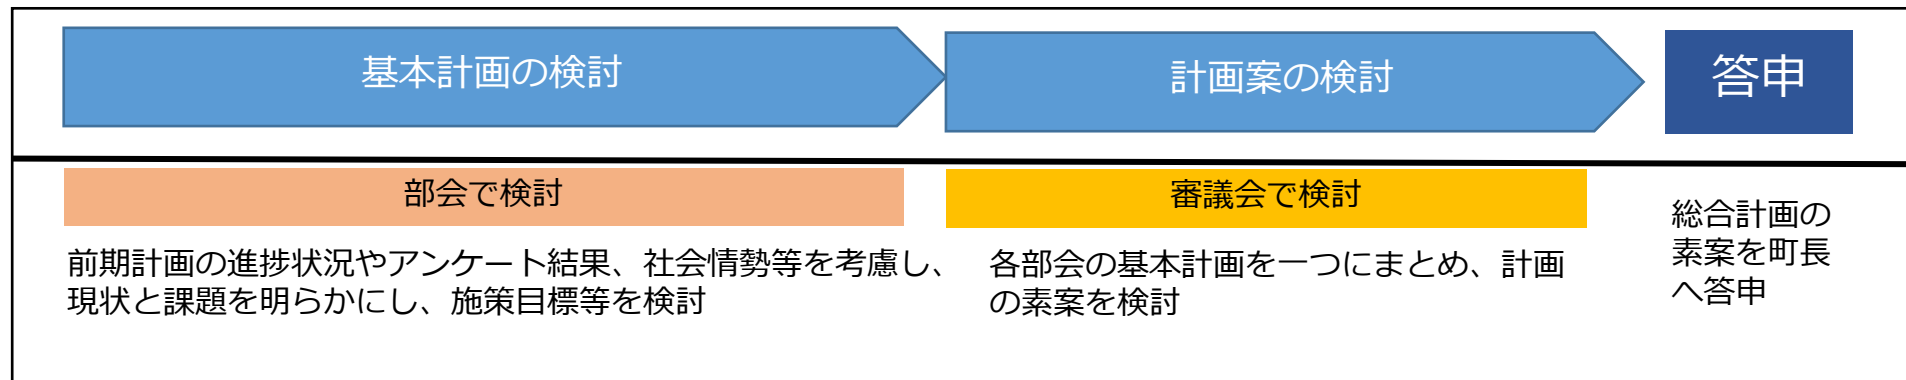 基本計画の検討
計画案の検討
答申
部会で検討
審議会で検討
前期計画の進捗状況やアンケート結果、社会情勢等を考慮し、
現状と課題を明らかにし、施策目標等を検討
各部会の基本計画を一つにまとめ、計画
の素案を検討
総合計画の
素案を町長
へ答申